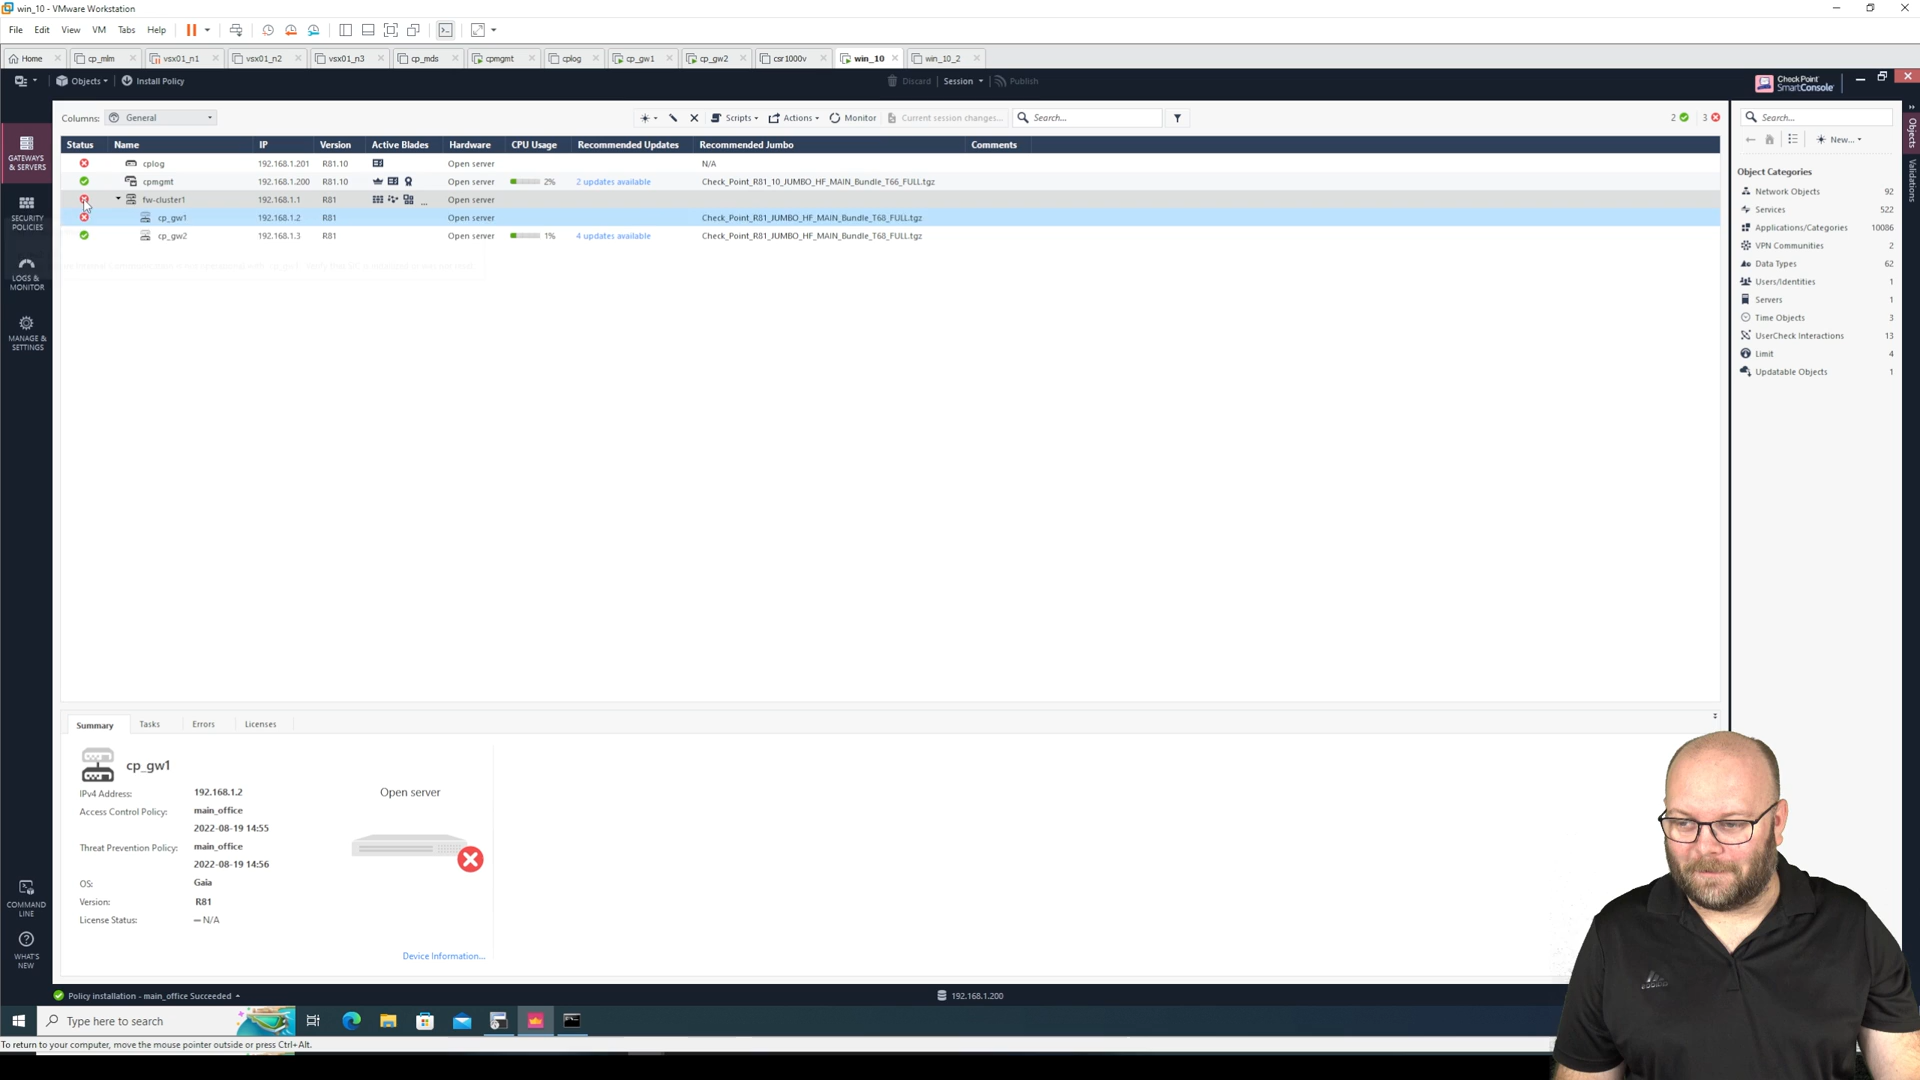 win_10 - VMware Workstation
File Edit View VM Tabs Help
Home cp_mlm vsx01_n1 vsx01_n2 vsx01_n3 cp_mds cpmgmt cplog cp_gw1 cp_gw2 csr1000v win_10 win_10_2
Objects Install Policy Discard Session Publish Check Point SmartConsole
Columns: General Scripts Actions Monitor Current session changes... Search... 2 3 Search...
Status Name IP Version Active Blades Hardware CPU Usage Recommended Updates Recommended Jumbo Comments
cplog 192.168.1.201 R81.10 Open server N/A
cpmgmt 192.168.1.200 R81.10 Open server 2% 2 updates available Check_Point_R81_10_JUMBO_HF_MAIN_Bundle_T66_FULL.tgz
fw-cluster1 192.168.1.1 R81 ... Open server
cp_gw1 192.168.1.2 R81 Open server Check_Point_R81_JUMBO_HF_MAIN_Bundle_T68_FULL.tgz
cp_gw2 192.168.1.3 R81 Open server 1% 4 updates available Check_Point_R81_JUMBO_HF_MAIN_Bundle_T68_FULL.tgz
GATEWAYS & SERVERS
SECURITY POLICIES
LOGS & MONITOR
MANAGE & SETTINGS
COMMAND LINE
WHAT'S NEW
New...
Object Categories
Network Objects 92
Services 522
Applications/Categories 10086
VPN Communities 2
Data Types 62
Users/Identities 1
Servers 1
Time Objects 3
UserCheck Interactions 13
Limit 4
Updatable Objects 1
Objects
Validations
Summary Tasks Errors Licenses
cp_gw1
IPv4 Address: 192.168.1.2 Open server
Access Control Policy: main_office
2022-08-19 14:55
Threat Prevention Policy: main_office
2022-08-19 14:56
OS: Gaia
Version: R81
License Status: — N/A
Device Information...
Policy installation - main_office Succeeded 192.168.1.200
Type here to search
To return to your computer, move the mouse pointer outside or press Ctrl+Alt.